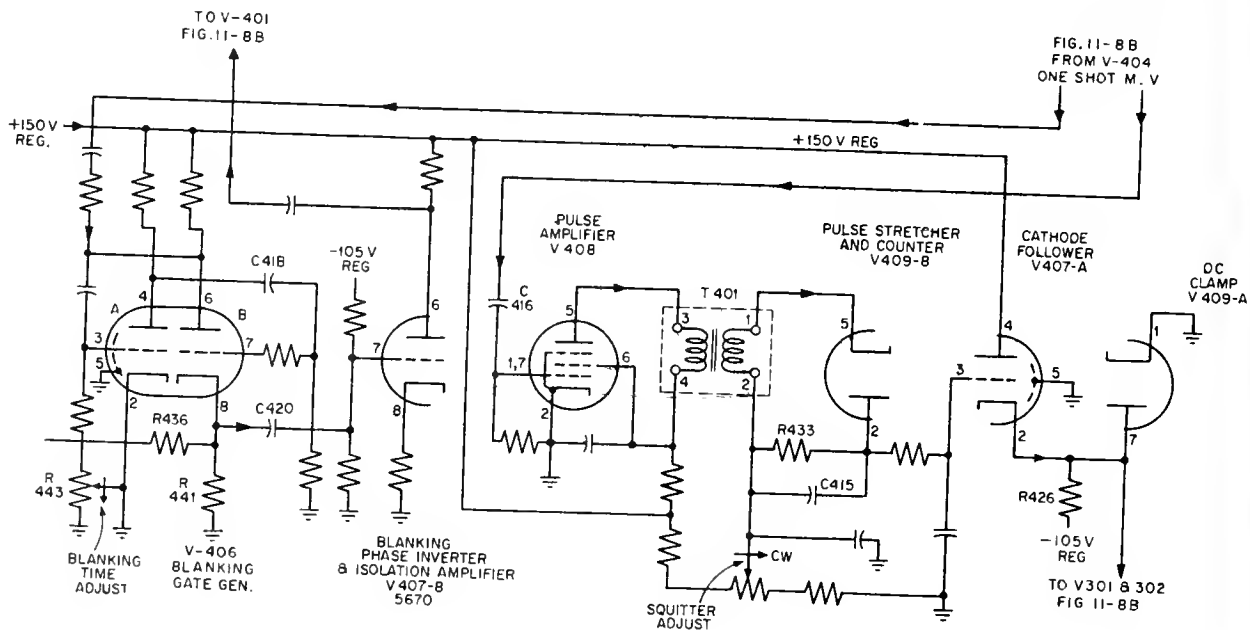 TO V-401
FIG. 11-8B
FIG. 11-8B
FROM V-404
ONE SHOT M. V
+150 V
REG.
+150 V REG
PULSE
AMPLIFIER
V 408
PULSE STRETCHER
AND COUNTER
V409-B
CATHODE
FOLLOWER
V407-A
DC
CLAMP
V 409-A
-105 V
REG
C418
C
416
T 401
A
B
4
6
3
5
7
2
8
6
7
8
5
1,7
6
2
3
1
4
2
5
2
4
3
5
2
1
7
R436
C420
R
443
R
441
R433
C415
R426
-105 V
REG
CW
BLANKING
TIME
ADJUST
V-406
BLANKING
GATE GEN.
BLANKING
PHASE INVERTER
& ISOLATION AMPLIFIER
V407-8
5670
SQUITTER
ADJUST
TO V301 & 302
FIG 11-8B